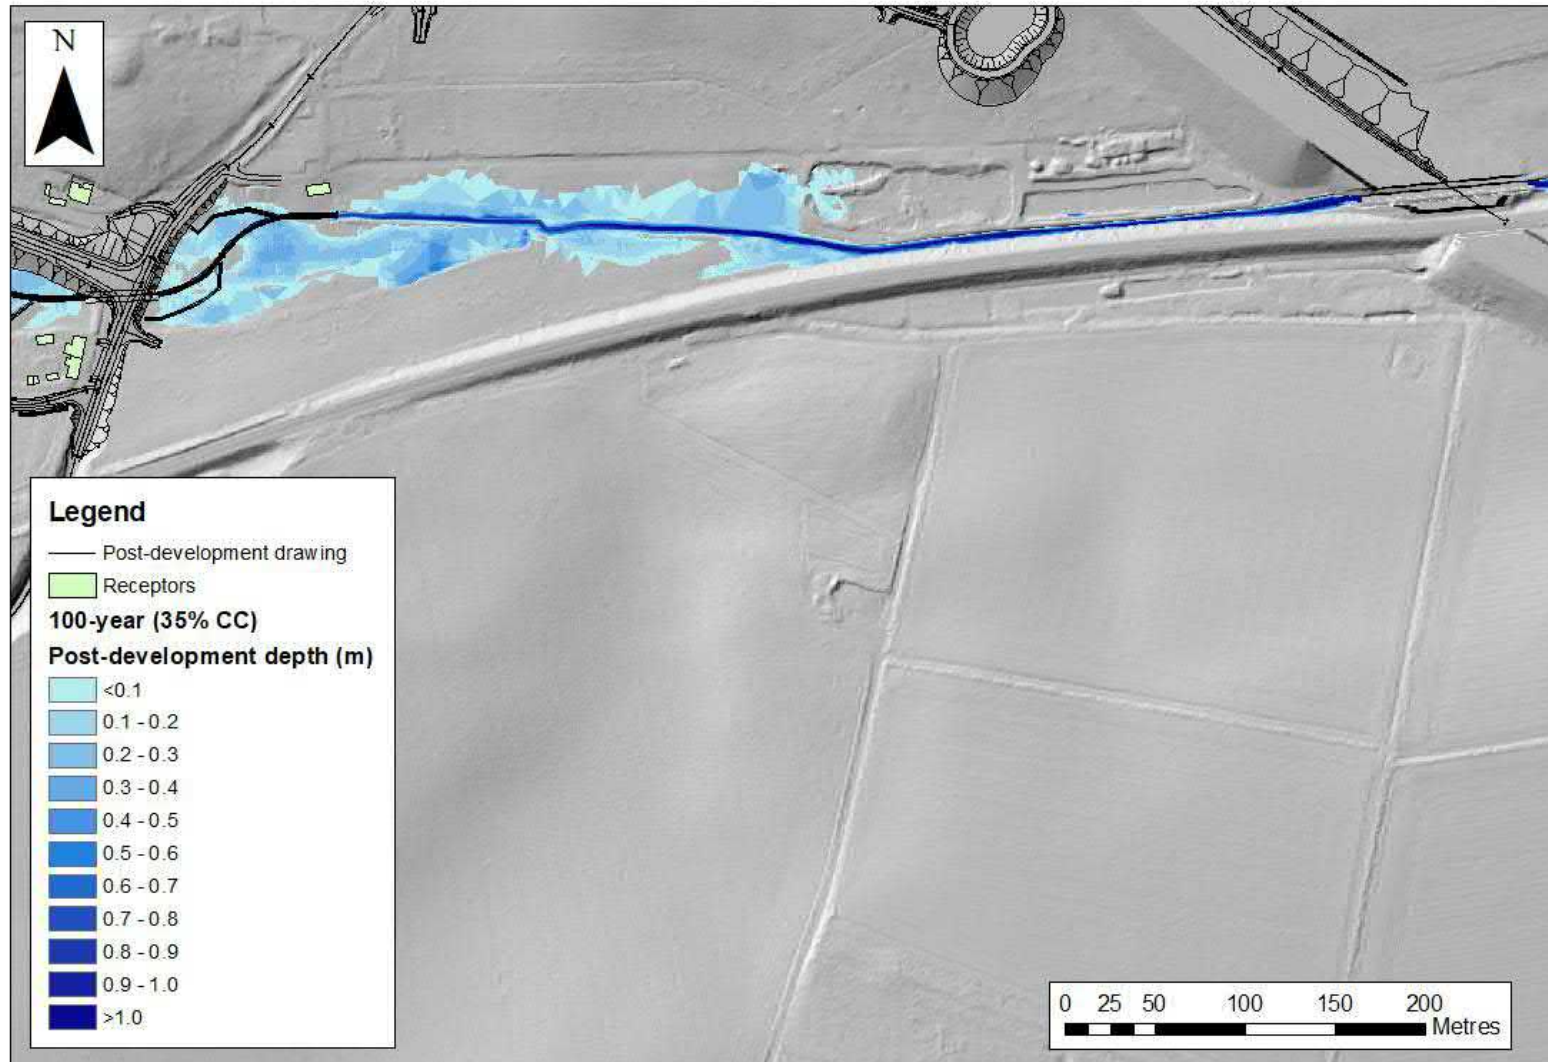 N
Legend
Post-development drawing
Receptors
100-year (35% CC)
Post-development depth (m)
<0.1
0.1 - 0.2
0.2 - 0.3
0.3 - 0.4
0.4 - 0.5
0.5 - 0.6
0.6 - 0.7
0.7 - 0.8
0.8 - 0.9
0.9 - 1.0
>1.0
0 25 50 100 150 200
Metres